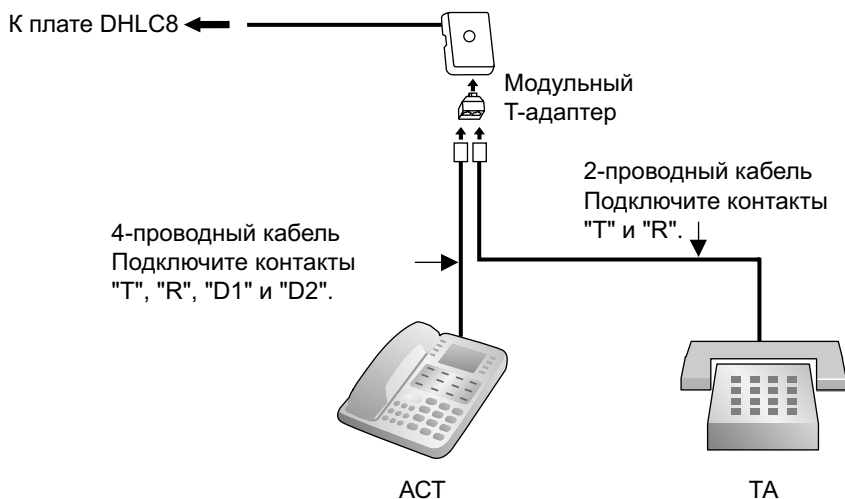 К плате DHLC8
Модульный
Т-адаптер
2-проводный кабель
Подключите контакты
"T" и "R".
4-проводный кабель
Подключите контакты
"T", "R", "D1" и "D2".
АСТ
ТА